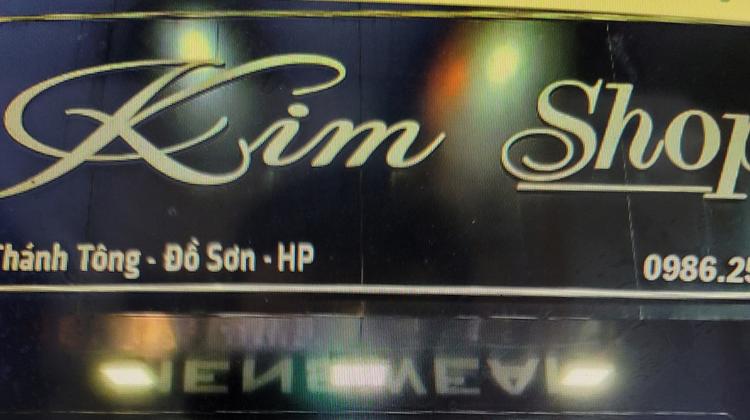 Kim Shop
Thánh Tông - Đồ Sơn - HP
0986.25